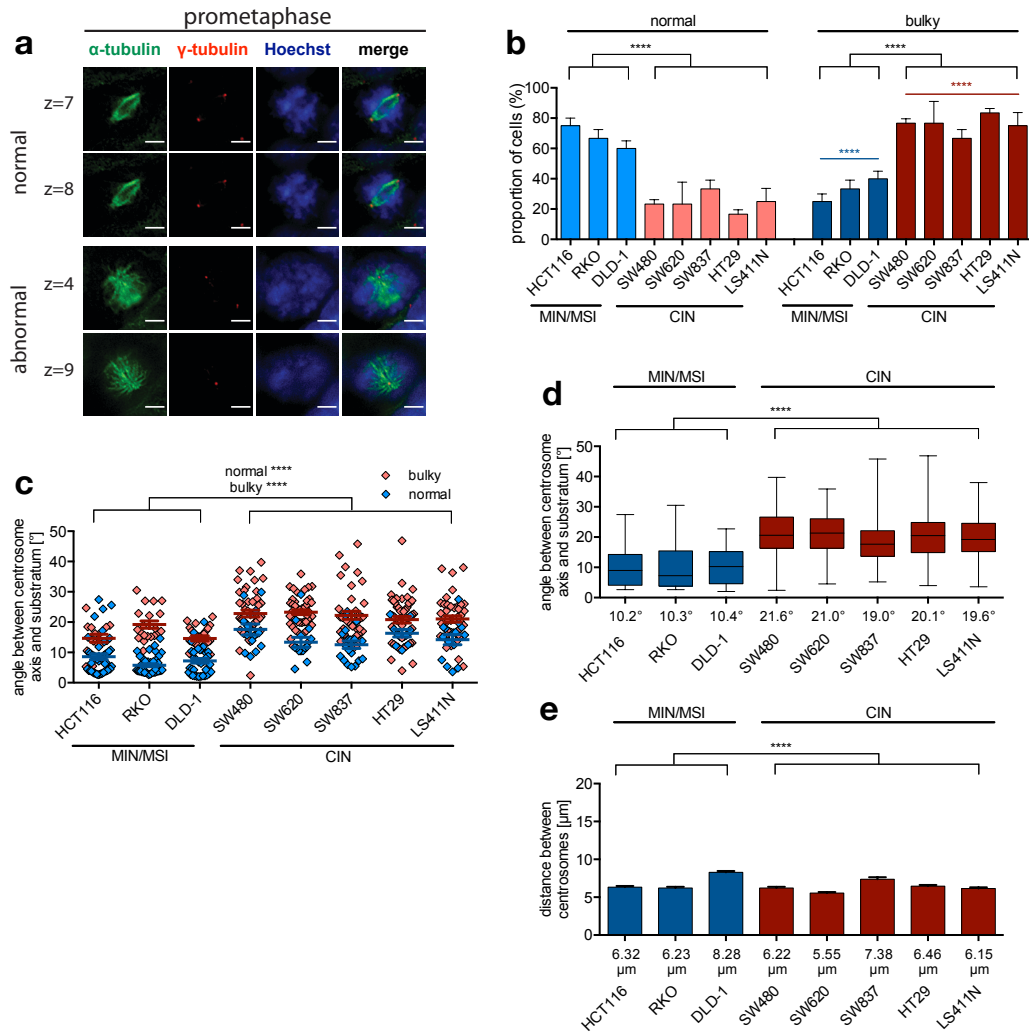 prometaphase
a
α-tubulin γ-tubulin Hoechst merge
normal
z=7
z=8
abnormal
z=4
z=9
b
normal bulky
**** ****
**** ****
proportion of cells (%)
100
80
60
40
20
0
HCT116 RKO DLD-1 SW480 SW620 SW837 HT29 LS411N HCT116 RKO DLD-1 SW480 SW620 SW837 HT29 LS411N
MIN/MSI CIN MIN/MSI CIN
c
normal ****
bulky ****
bulky
normal
angle between centrosome
axis and substratum [°]
50
40
30
20
10
0
HCT116 RKO DLD-1 SW480 SW620 SW837 HT29 LS411N
MIN/MSI CIN
d
MIN/MSI CIN
****
angle between centrosome
axis and substratum [°]
50
40
30
20
10
0
10.2° 10.3° 10.4° 21.6° 21.0° 19.0° 20.1 19.6°
HCT116 RKO DLD-1 SW480 SW620 SW837 HT29 LS411N
e
MIN/MSI CIN
****
distance between
centrosomes [µm]
20
15
10
5
0
6.32 6.23 8.28 6.22 5.55 7.38 6.46 6.15
µm µm µm µm µm µm µm µm
HCT116 RKO DLD-1 SW480 SW620 SW837 HT29 LS411N